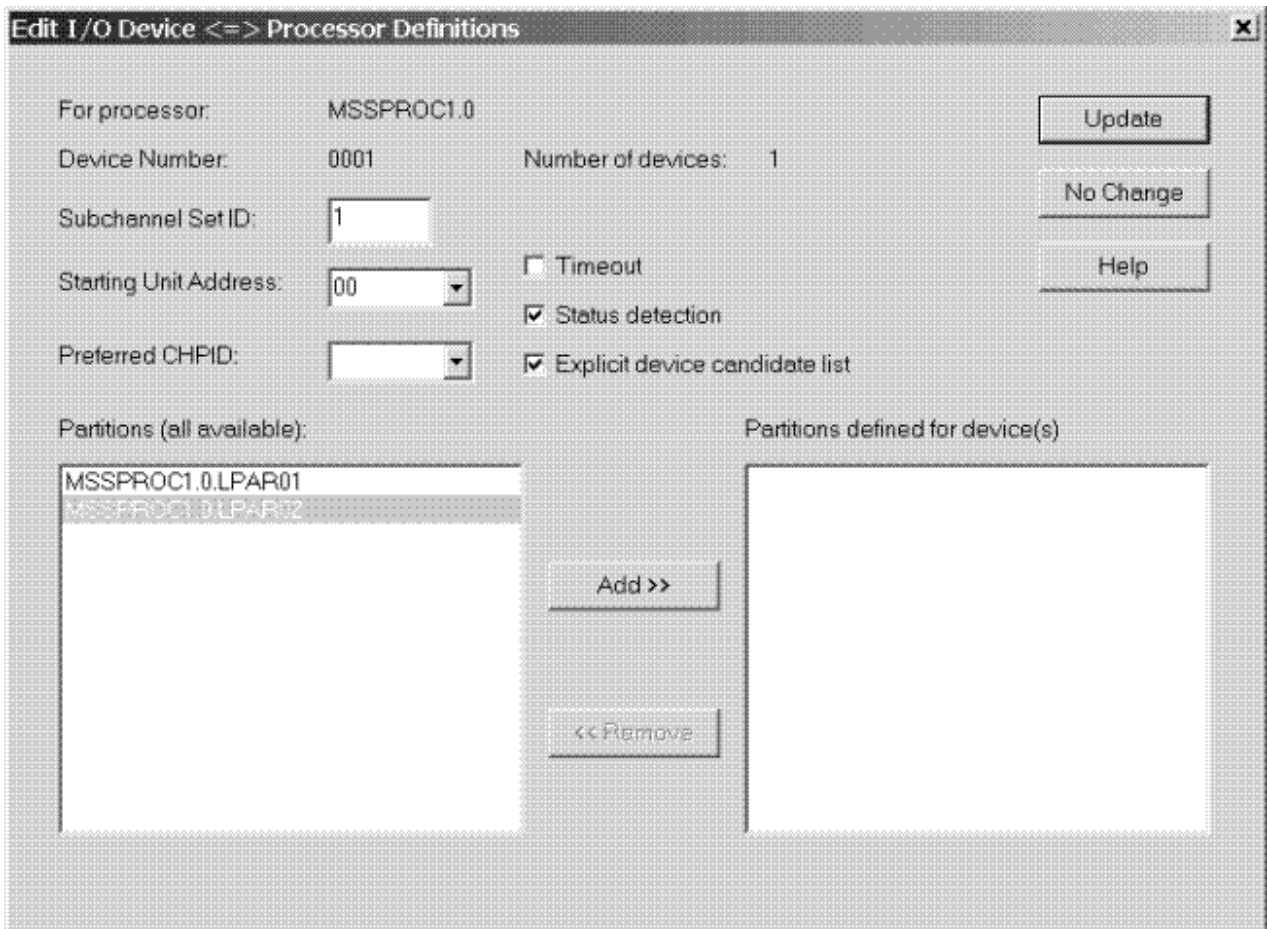 Edit I/O Device <=> Processor Definitions
For processor: MSSPROC1.0
Update
Device Number: 0001 Number of devices: 1
No Change
Subchannel Set ID: 1
Timeout
Help
Starting Unit Address: 00
Status detection
Preferred CHPID:
Explicit device candidate list
Partitions (all available): Partitions defined for device(s)
MSSPROC1.0.LPAR01
MSSPROC1.0.LPAR02
Add >>
<< Remove